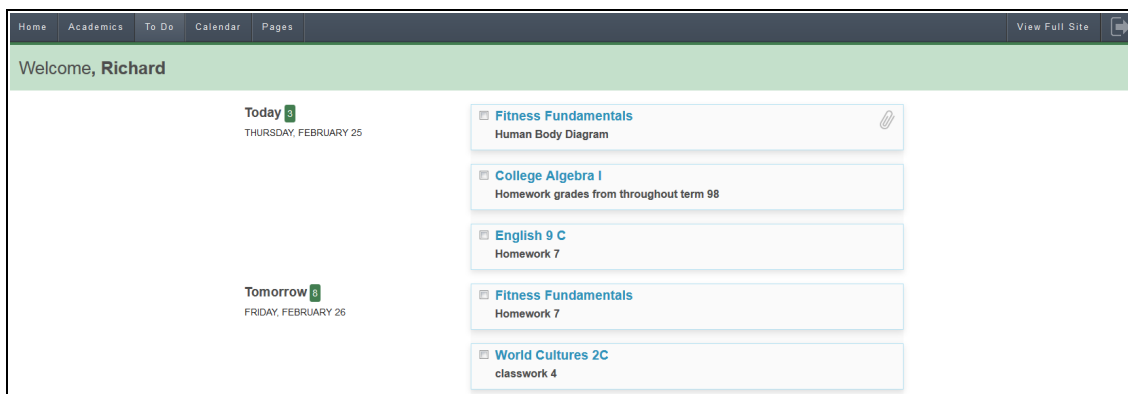 Home Academics To Do Calendar Pages View Full Site
Welcome, Richard
Today 3
THURSDAY, FEBRUARY 25
Fitness Fundamentals
Human Body Diagram
College Algebra I
Homework grades from throughout term 98
English 9 C
Homework 7
Tomorrow 8
FRIDAY, FEBRUARY 26
Fitness Fundamentals
Homework 7
World Cultures 2C
classwork 4